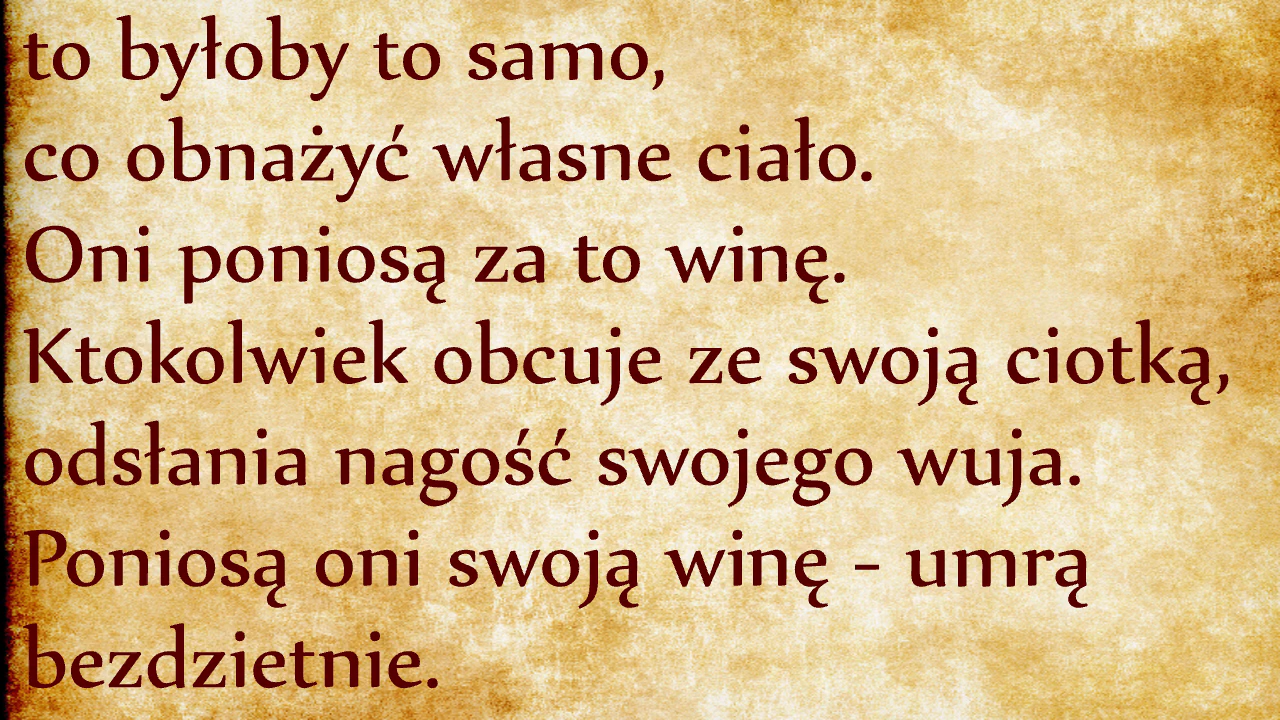 to byłoby to samo,
co obnażyć własne ciało.
Oni poniosą za to winę.
Ktokolwiek obcuje ze swoją ciotką,
odsłania nagość swojego wuja.
Poniosą oni swoją winę - umrą
bezdzietnie.